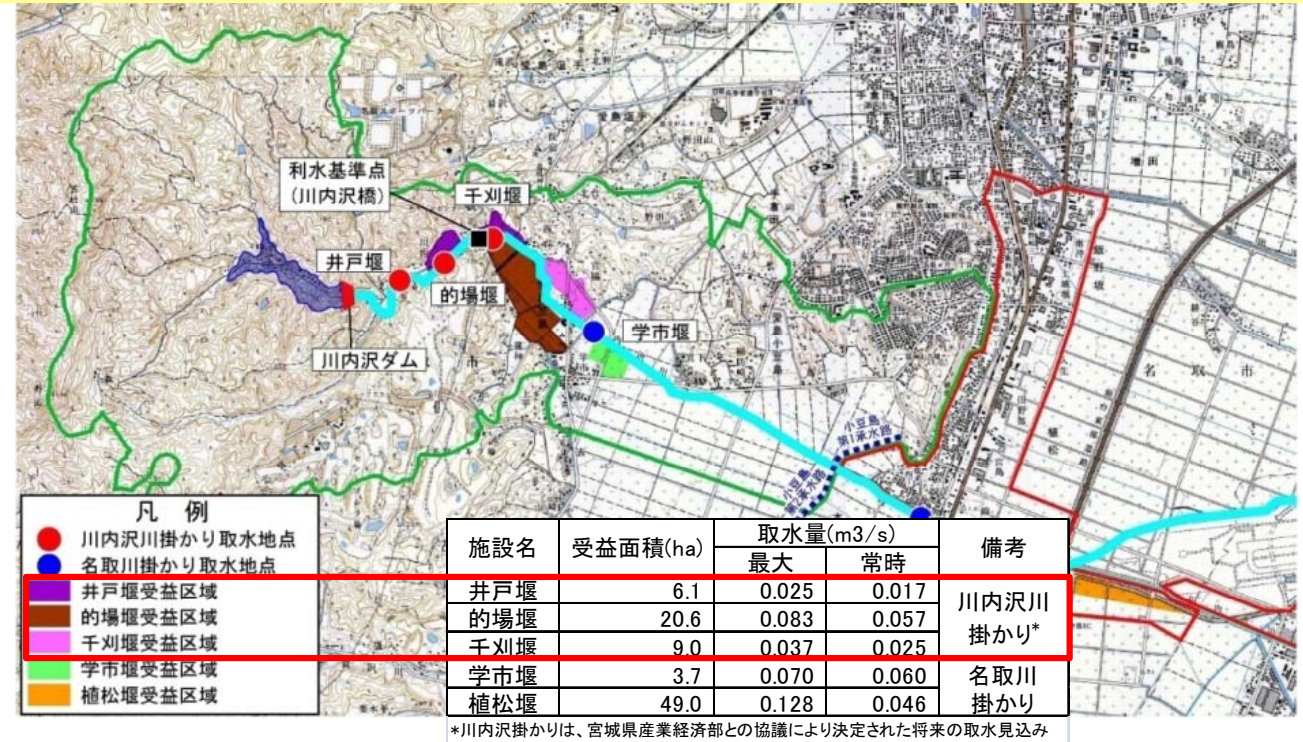 利水基準点
(川内沢橋)
千刈堰
井戸堰
的場堰
学市堰
川内沢ダム
小豆島
第1承水路
小豆島
第2承水路
名取市
凡 例
川内沢川掛かり取水地点
名取川掛かり取水地点
井戸堰受益区域
的場堰受益区域
千刈堰受益区域
学市堰受益区域
植松堰受益区域
施設名 受益面積(ha) 取水量(m3/s) 備考
最大 常時
井戸堰 6.1 0.025 0.017 川内沢川
的場堰 20.6 0.083 0.057 掛かり*
千刈堰 9.0 0.037 0.025
学市堰 3.7 0.070 0.060 名取川
植松堰 49.0 0.128 0.046 掛かり
*川内沢掛かりは、宮城県産業経済部との協議により決定された将来の取水見込み